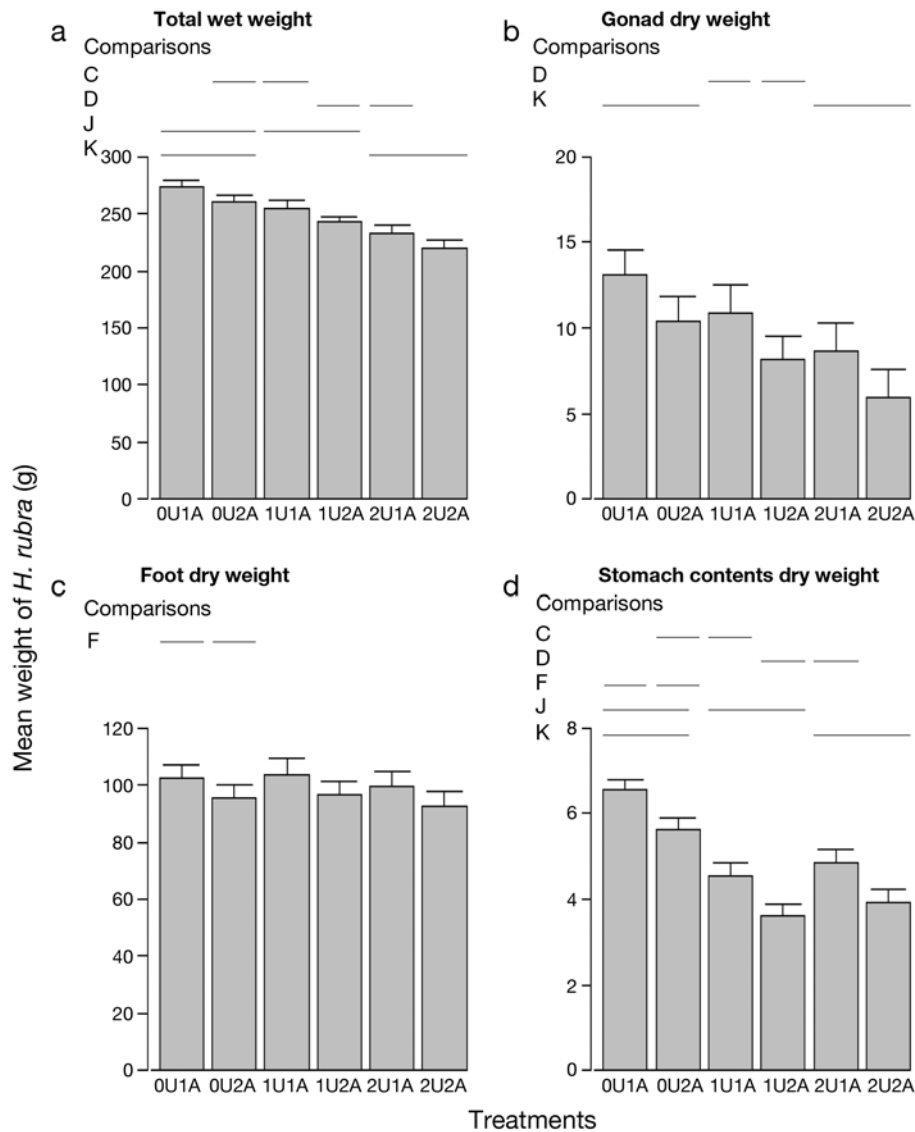 a Total wet weight
Comparisons
C
D
J
K
300
250
200
150
100
50
0
0U1A 0U2A 1U1A 1U2A 2U1A 2U2A
b Gonad dry weight
Comparisons
D
K
20
15
10
5
0
0U1A 0U2A 1U1A 1U2A 2U1A 2U2A
c Foot dry weight
Comparisons
F
120
100
80
60
40
20
0
0U1A 0U2A 1U1A 1U2A 2U1A 2U2A
d Stomach contents dry weight
Comparisons
C
D
F
J
K
8
6
4
2
0
0U1A 0U2A 1U1A 1U2A 2U1A 2U2A
Mean weight of H. rubra (g)
Treatments